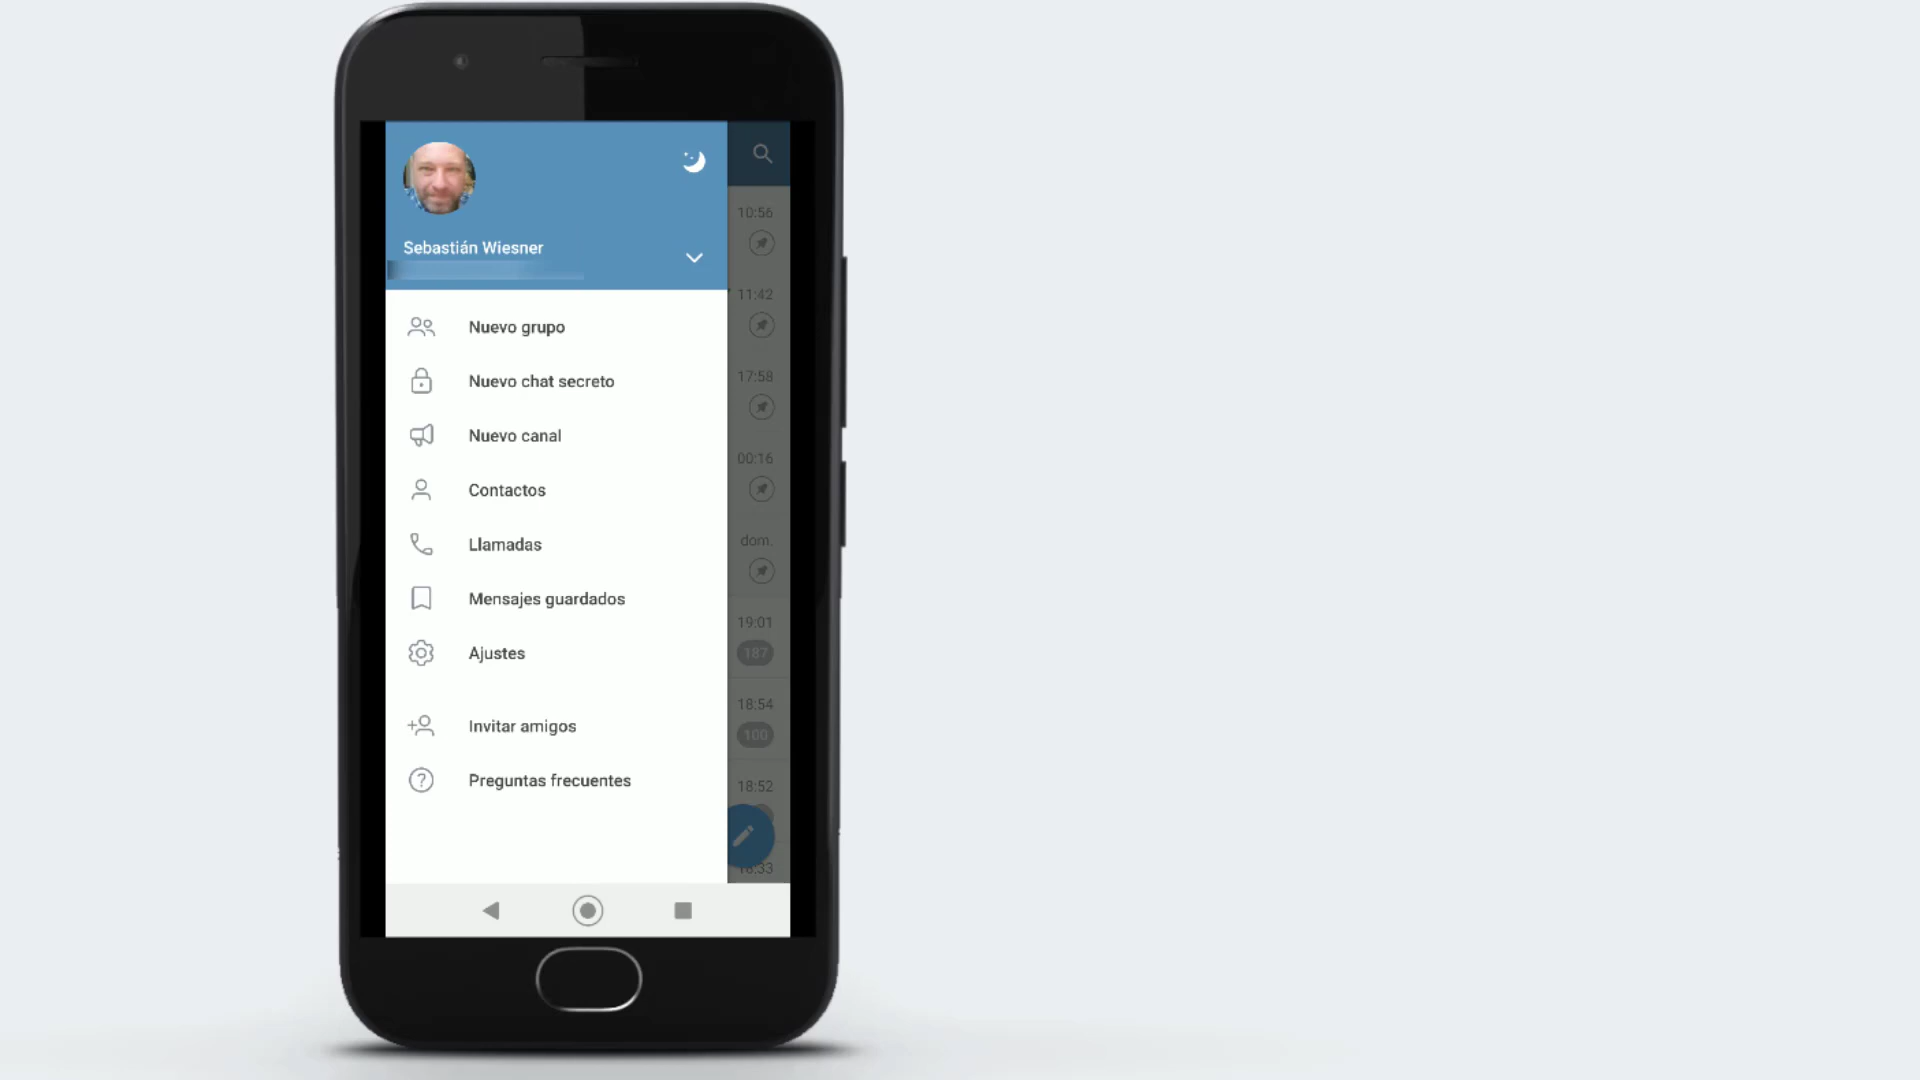 Sebastián Wiesner
Nuevo grupo
Nuevo chat secreto
Nuevo canal
Contactos
Llamadas
Mensajes guardados
Ajustes
Invitar amigos
Preguntas frecuentes
10:56
11:42
17:58
00:16
dom.
19:01
187
18:54
100
18:52